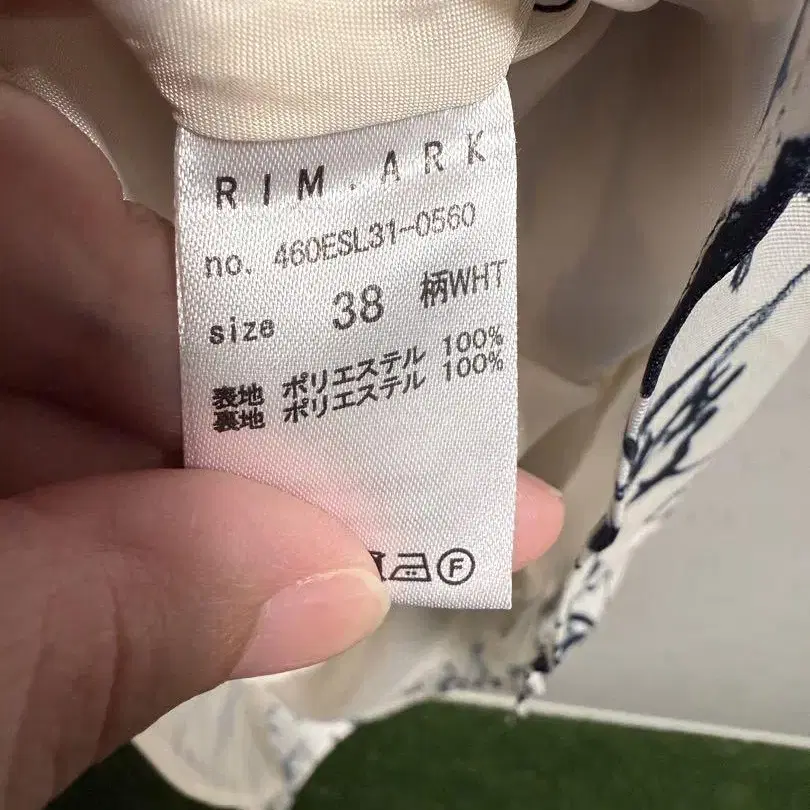 RIM.ARK
no. 460ESL31-0560
size 38 柄WHT
表地 ポリエステル 100%
裏地 ポリエステル 100%
F